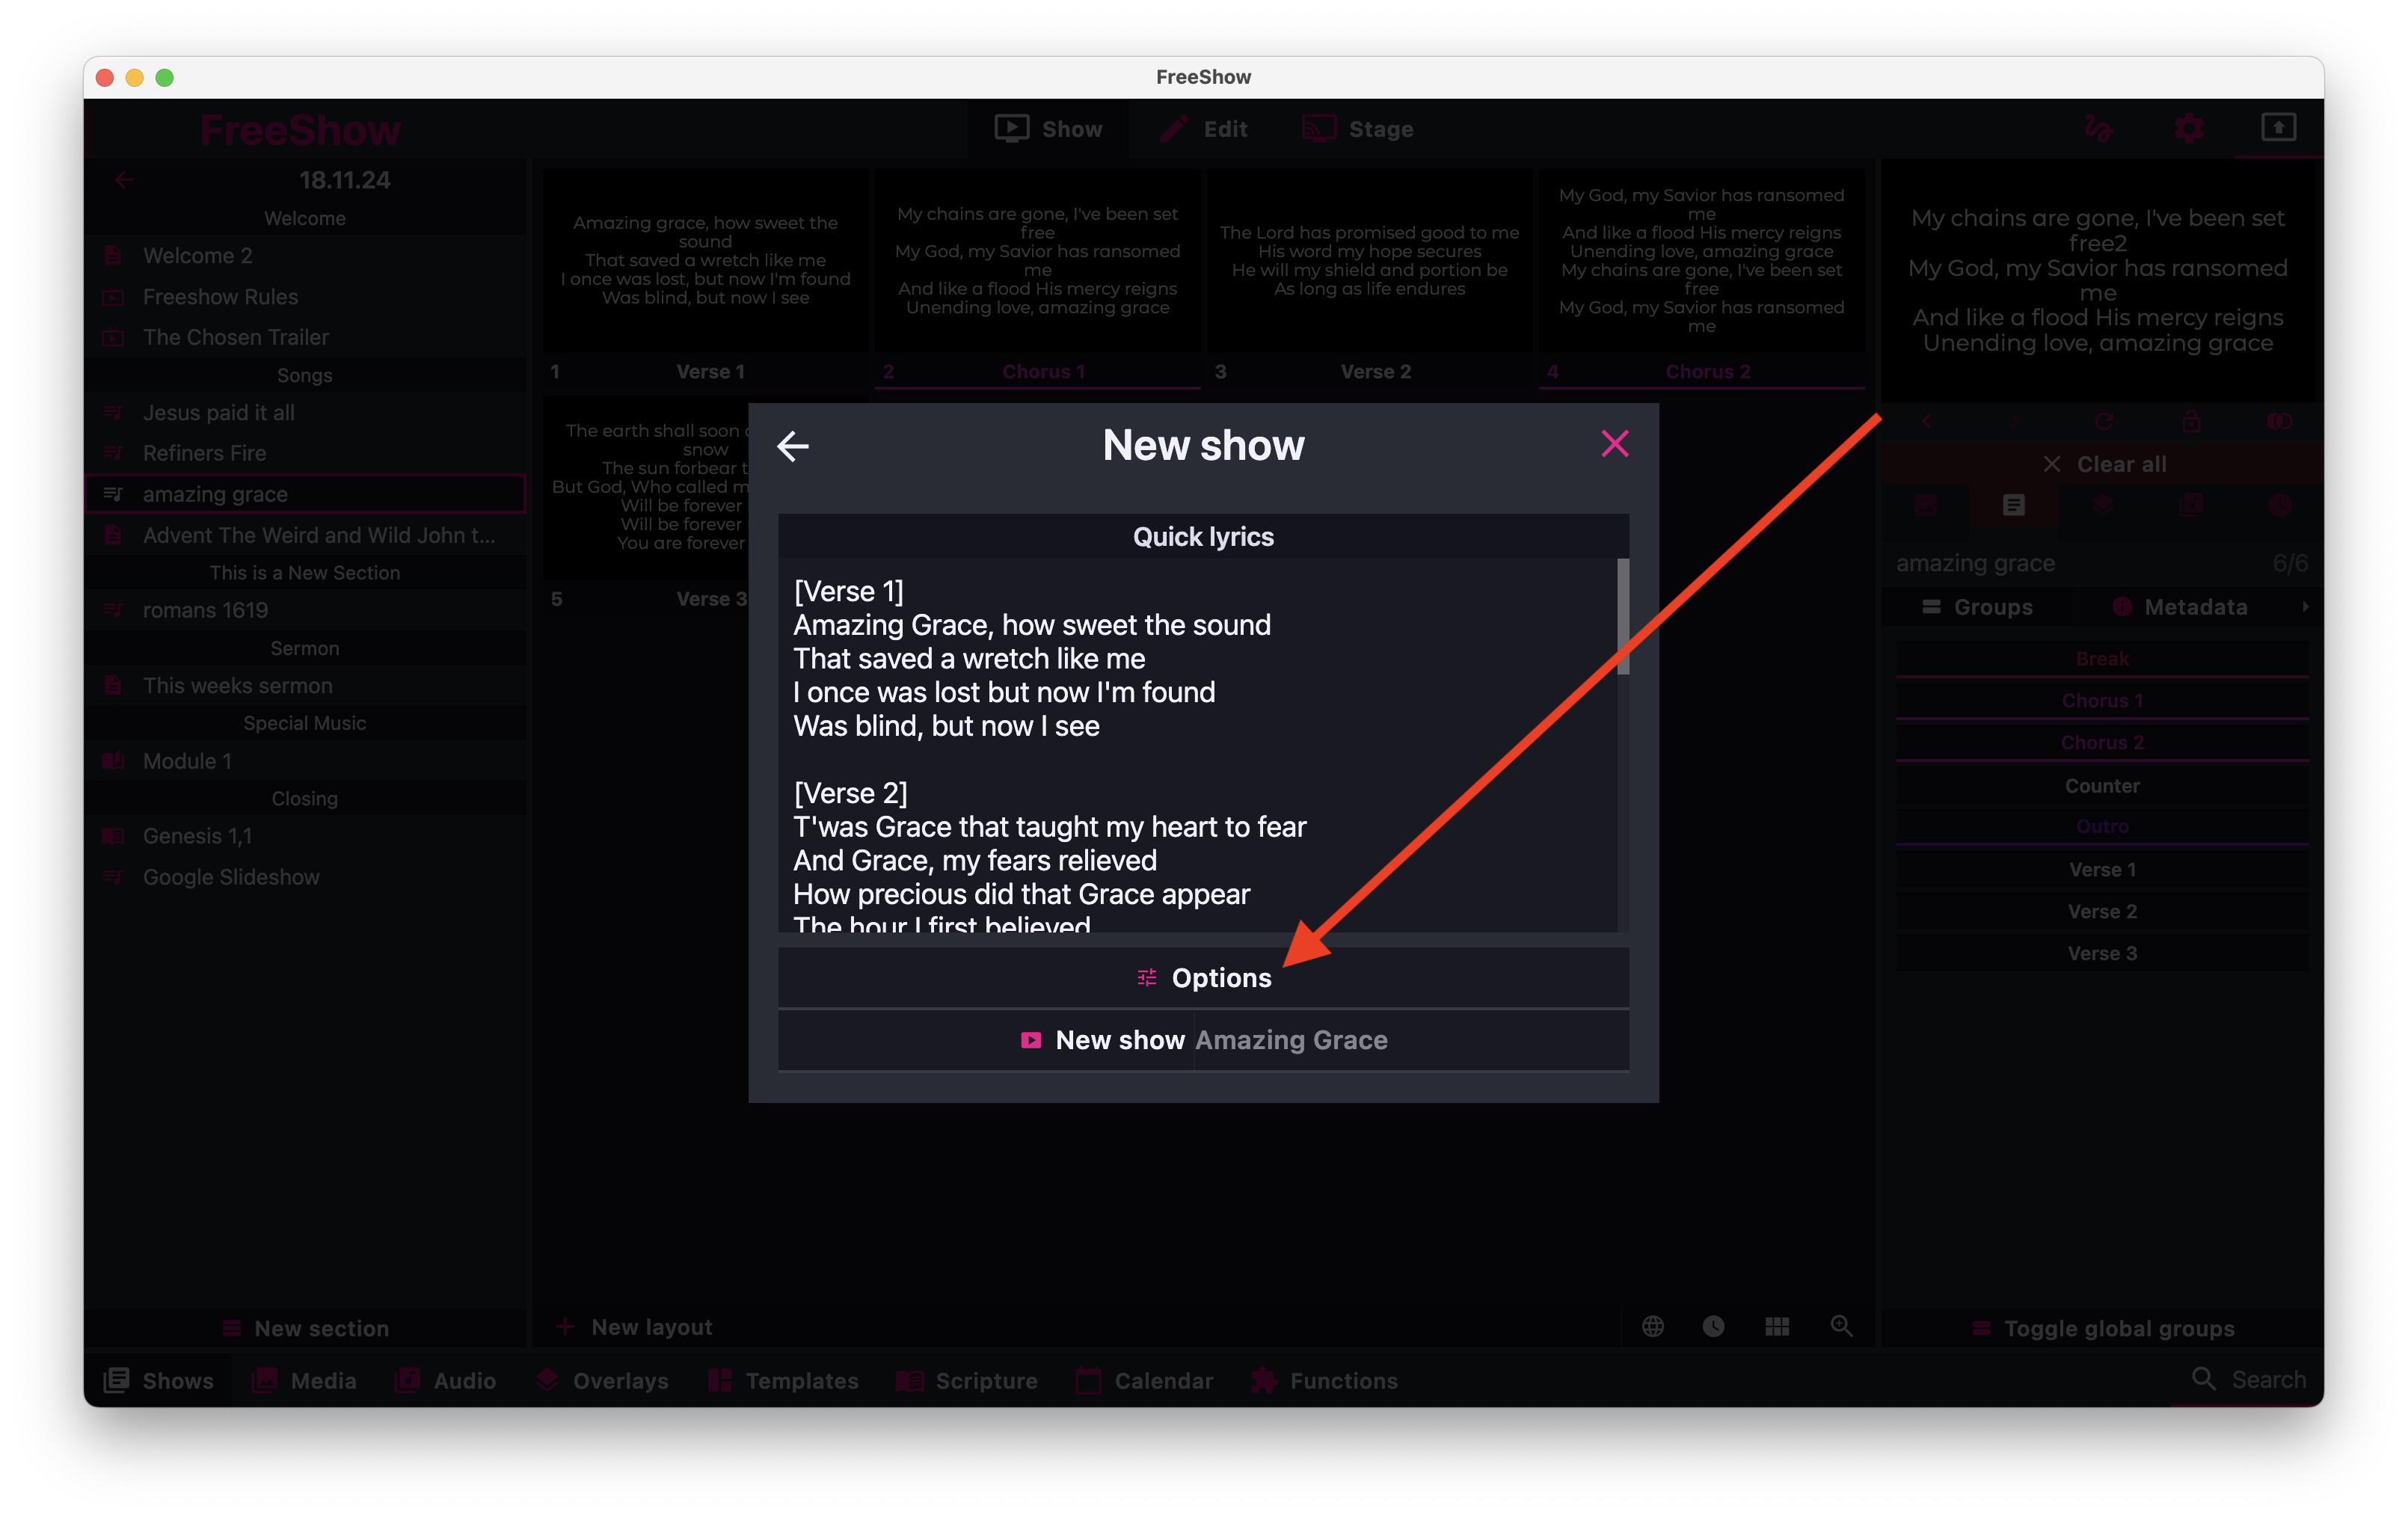 FreeShow
FreeShow
Show
Edit
Stage
18.11.24
Welcome
Welcome 2
Freeshow Rules
The Chosen Trailer
Songs
Jesus paid it all
Refiners Fire
amazing grace
Advent The Weird and Wild John t...
This is a New Section
romans 1619
Sermon
This weeks sermon
Special Music
Module 1
Closing
Genesis 1,1
Google Slideshow
New section
Amazing grace, how sweet the
sound
That saved a wretch like me
I once was lost, but now I'm found
Was blind, but now I see
1 Verse 1
My chains are gone, I've been set
free
My God, my Savior has ransomed
me
And like a flood His mercy reigns
Unending love, amazing grace
2 Chorus 1
The Lord has promised good to me
His word my hope secures
He will my shield and portion be
As long as life endures
3 Verse 2
My God, my Savior has ransomed
me
And like a flood His mercy reigns
Unending love, amazing grace
My chains are gone, I've been set
free
My God, my Savior has ransomed
me
4 Chorus 2
The earth shall soon
snow
The sun forbear
But God, Who called
Will be forever
Will be forever
You are forever
5 Verse 3
New show
Quick lyrics
[Verse 1]
Amazing Grace, how sweet the sound
That saved a wretch like me
I once was lost but now I'm found
Was blind, but now I see
[Verse 2]
T'was Grace that taught my heart to fear
And Grace, my fears relieved
How precious did that Grace appear
The hour I first believed
Options
New show Amazing Grace
New layout
My chains are gone, I've been set
free2
My God, my Savior has ransomed
me
And like a flood His mercy reigns
Unending love, amazing grace
Clear all
amazing grace 6/6
Groups
Metadata
Break
Chorus 1
Chorus 2
Counter
Outro
Verse 1
Verse 2
Verse 3
Toggle global groups
Shows
Media
Audio
Overlays
Templates
Scripture
Calendar
Functions
Search